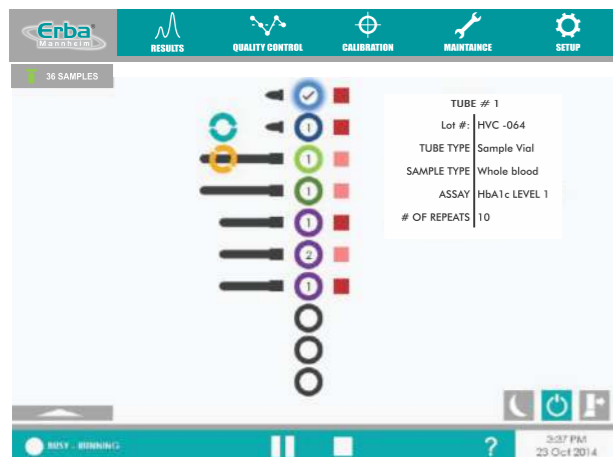 Erba®
Mannheim
RESULTS
QUALITY CONTROL
CALIBRATION
MAINTAINCE
SETUP
36 SAMPLES
TUBE # 1
Lot #: HVC -064
TUBE TYPE Sample Vial
SAMPLE TYPE Whole blood
ASSAY HbA1c LEVEL 1
# OF REPEATS 10
1
1
1
1
2
1
BUSY - RUNNING
?
3:37 PM
23 Oct 2014